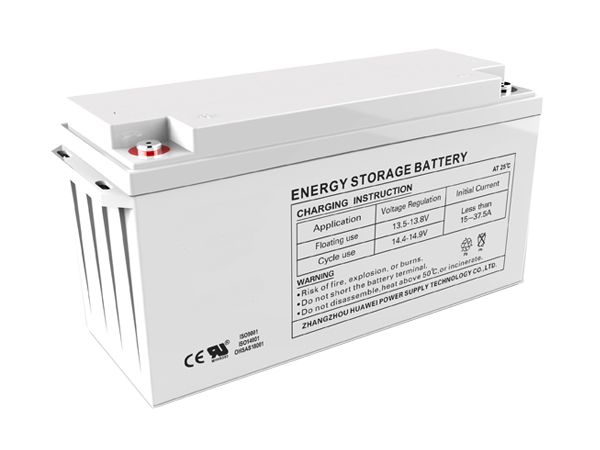 ENERGY STORAGE BATTERY
AT 25℃
CHARGING INSTRUCTION
Application Voltage Regulation Initial Current
Floating use 13.5-13.8V Less than
Cycle use 14.4-14.9V 15—37.5A
Pb Pb
WARNING
• Risk of fire, explosion, or burns.
• Do not short the battery terminal.
• Do not disassemble, heat above 50℃, or incinerate.
ZHANGZHOU HUAWEI POWER SUPPLY TECHNOLOGY CO., LTD.
CE
ISO9001
ISO14001
OHSAS18001